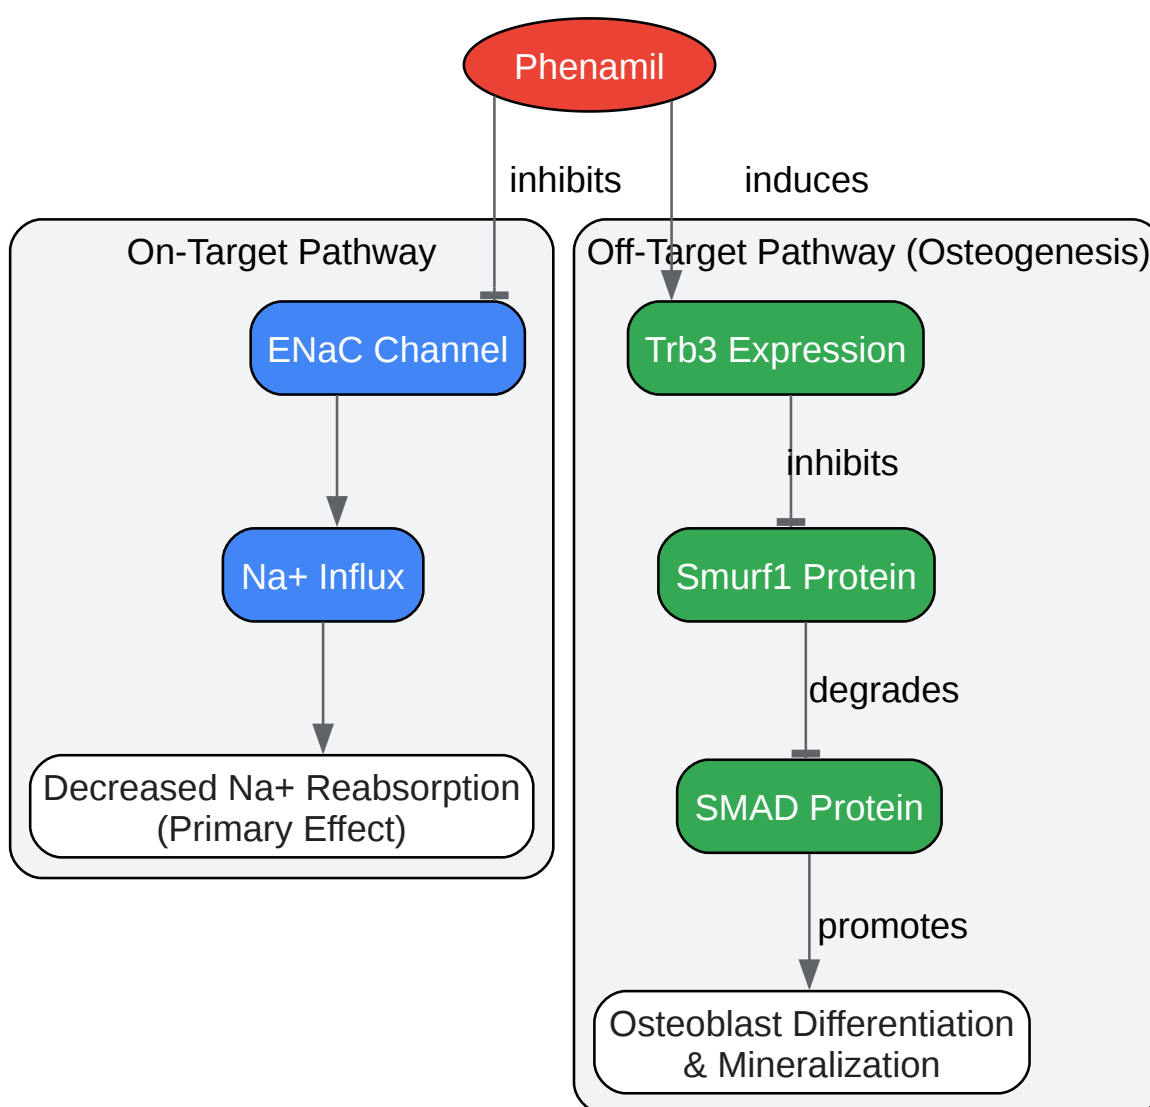 Phenamil
inhibits
induces
On-Target Pathway
Off-Target Pathway (Osteogenesis)
ENaC Channel
Trb3 Expression
inhibits
Na+ Influx
Smurf1 Protein
degrades
Decreased Na+ Reabsorption
(Primary Effect)
SMAD Protein
promotes
Osteoblast Differentiation
& Mineralization